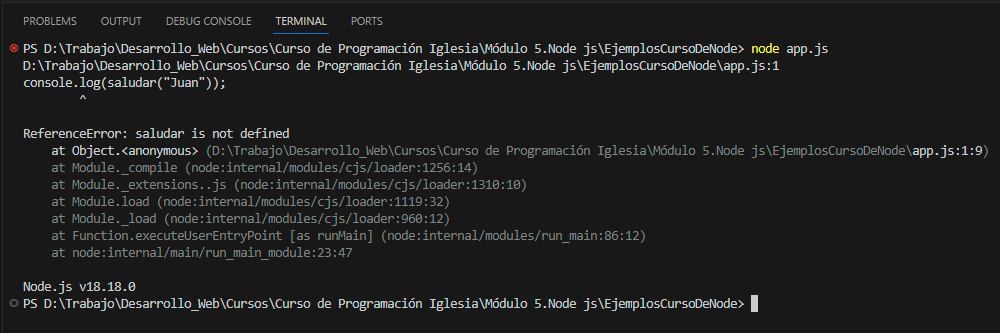 PROBLEMS OUTPUT DEBUG CONSOLE TERMINAL PORTS
PS D:\Trabajo\Desarrollo_Web\Cursos\Curso de Programación Iglesia\Módulo 5.Node js\EjemplosCursoDeNode> node app.js
D:\Trabajo\Desarrollo_Web\Cursos\Curso de Programación Iglesia\Módulo 5.Node js\EjemplosCursoDeNode\app.js:1
console.log(saludar("Juan"));
        ^
ReferenceError: saludar is not defined
    at Object.<anonymous> (D:\Trabajo\Desarrollo_Web\Cursos\Curso de Programación Iglesia\Módulo 5.Node js\EjemplosCursoDeNode\app.js:1:9)
    at Module._compile (node:internal/modules/cjs/loader:1256:14)
    at Module._extensions..js (node:internal/modules/cjs/loader:1310:10)
    at Module.load (node:internal/modules/cjs/loader:1119:32)
    at Module._load (node:internal/modules/cjs/loader:960:12)
    at Function.executeUserEntryPoint [as runMain] (node:internal/modules/run_main:86:12)
    at node:internal/main/run_main_module:23:47
Node.js v18.18.0
PS D:\Trabajo\Desarrollo_Web\Cursos\Curso de Programación Iglesia\Módulo 5.Node js\EjemplosCursoDeNode>